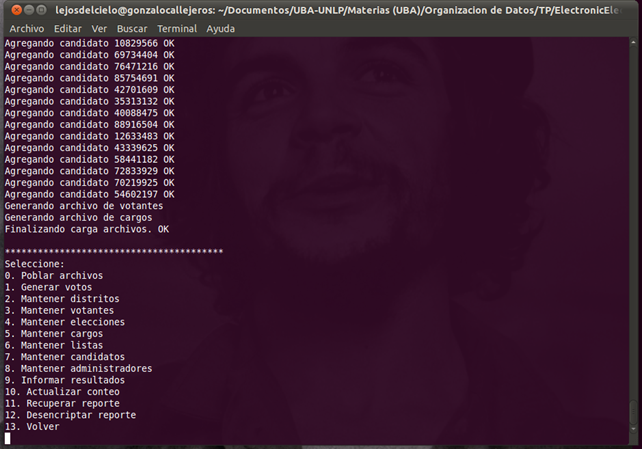 lejosdelcielo@gonzalocallejeros: ~/Documentos/UBA-UNLP/Materias (UBA)/Organizacion de Datos/TP/ElectronicEle
Archivo Editar Ver Buscar Terminal Ayuda
Agregando candidato 10829566 OK
Agregando candidato 69734404 OK
Agregando candidato 76471216 OK
Agregando candidato 85754691 OK
Agregando candidato 42701609 OK
Agregando candidato 35313132 OK
Agregando candidato 40088475 OK
Agregando candidato 88916504 OK
Agregando candidato 12633483 OK
Agregando candidato 43339625 OK
Agregando candidato 58441182 OK
Agregando candidato 72833929 OK
Agregando candidato 70219925 OK
Agregando candidato 54602197 OK
Generando archivo de votantes
Generando archivo de cargos
Finalizando carga archivos. OK
****************************************
Seleccione:
0. Poblar archivos
1. Generar votos
2. Mantener distritos
3. Mantener votantes
4. Mantener elecciones
5. Mantener cargos
6. Mantener listas
7. Mantener candidatos
8. Mantener administradores
9. Informar resultados
10. Actualizar conteo
11. Recuperar reporte
12. Desencriptar reporte
13. Volver